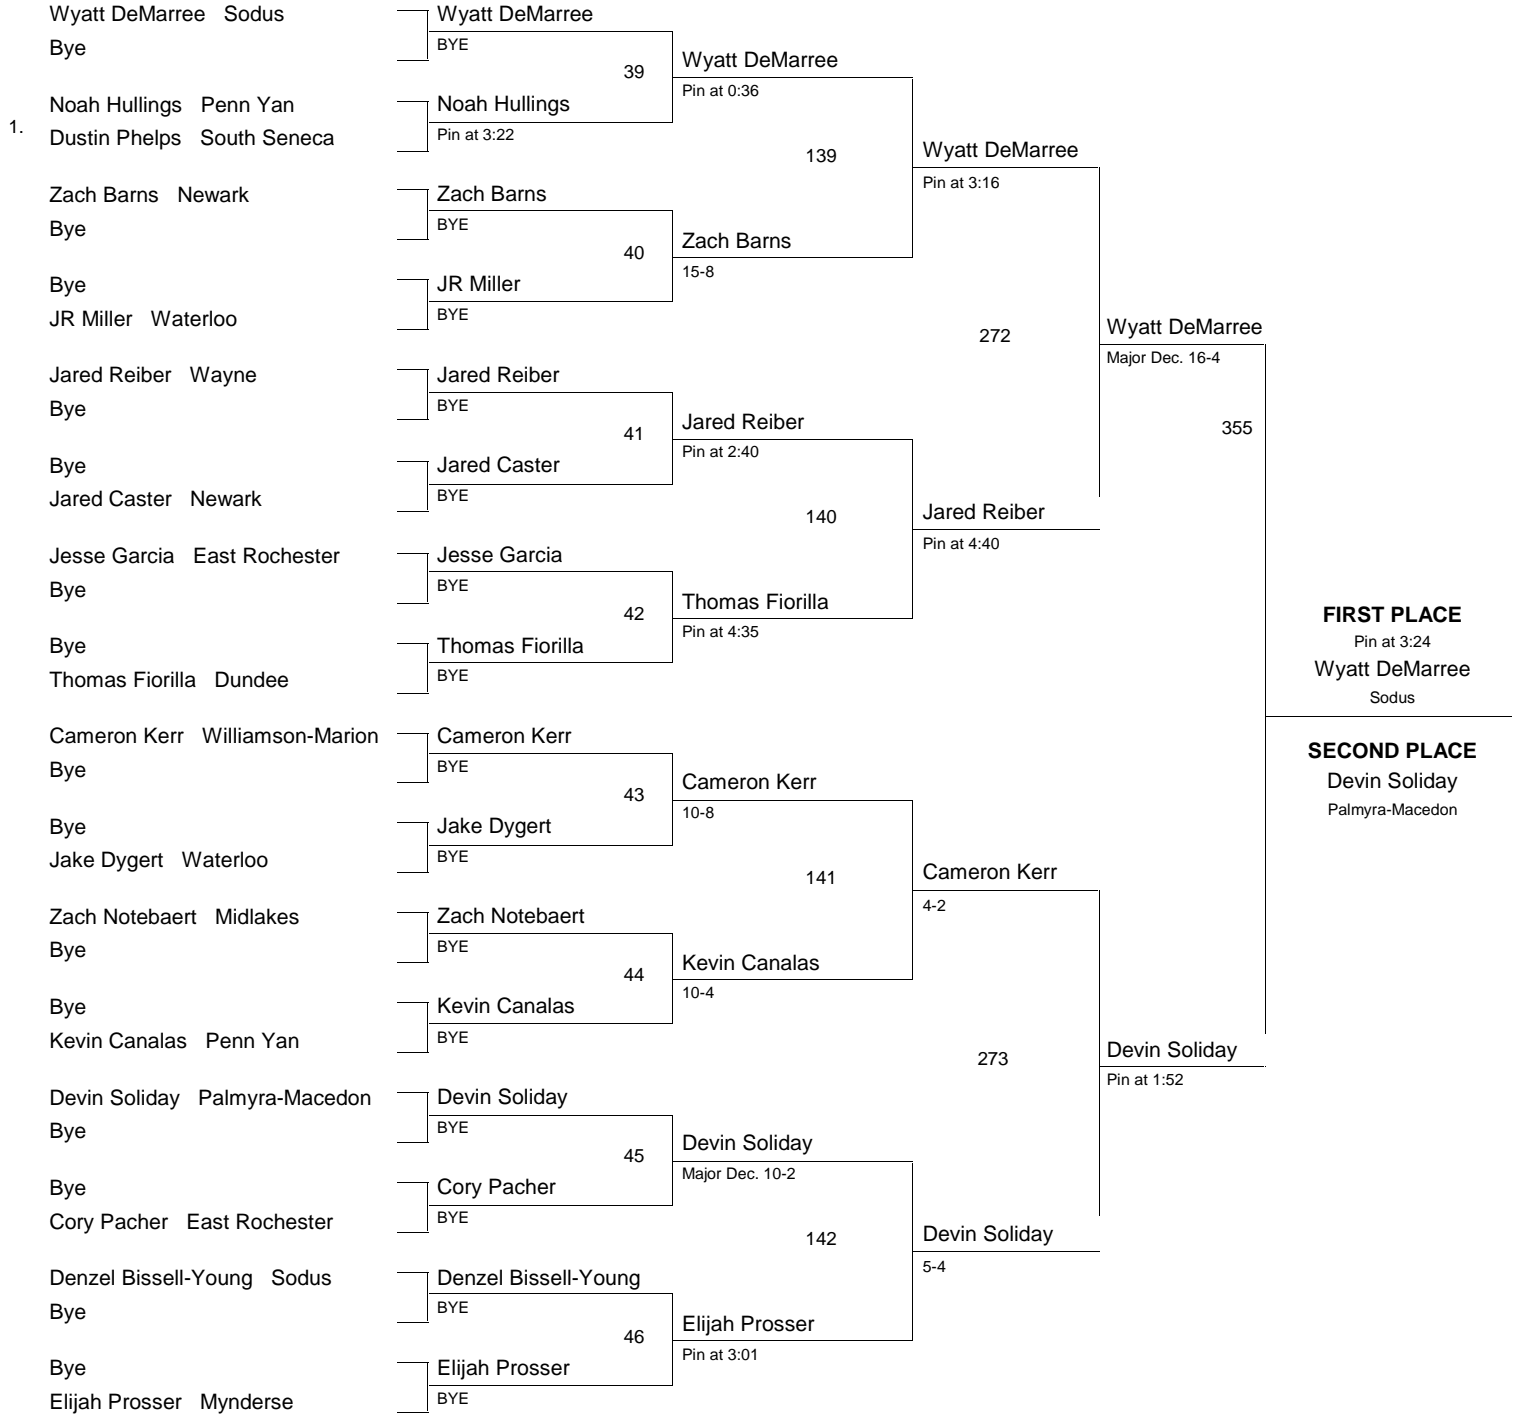 Wyatt DeMarree Sodus
Bye
1.
Noah Hullings Penn Yan
Dustin Phelps South Seneca
Zach Barns Newark
Bye
Bye
JR Miller Waterloo
Jared Reiber Wayne
Bye
Bye
Jared Caster Newark
Jesse Garcia East Rochester
Bye
Bye
Thomas Fiorilla Dundee
Cameron Kerr Williamson-Marion
Bye
Bye
Jake Dygert Waterloo
Zach Notebaert Midlakes
Bye
Bye
Kevin Canalas Penn Yan
Devin Soliday Palmyra-Macedon
Bye
Bye
Cory Pacher East Rochester
Denzel Bissell-Young Sodus
Bye
Bye
Elijah Prosser Mynderse
Wyatt DeMarree
BYE
39
Noah Hullings
Pin at 3:22
Zach Barns
BYE
40
JR Miller
BYE
Jared Reiber
BYE
41
Jared Caster
BYE
Jesse Garcia
BYE
42
Thomas Fiorilla
BYE
Cameron Kerr
BYE
43
Jake Dygert
BYE
Zach Notebaert
BYE
44
Kevin Canalas
BYE
Devin Soliday
BYE
45
Cory Pacher
BYE
Denzel Bissell-Young
BYE
46
Elijah Prosser
BYE
Wyatt DeMarree
Pin at 0:36
139
Zach Barns
15-8
Jared Reiber
Pin at 2:40
140
Thomas Fiorilla
Pin at 4:35
Cameron Kerr
10-8
141
Kevin Canalas
10-4
Devin Soliday
Major Dec. 10-2
142
Elijah Prosser
Pin at 3:01
Wyatt DeMarree
Pin at 3:16
272
Jared Reiber
Pin at 4:40
Cameron Kerr
4-2
273
Devin Soliday
5-4
Wyatt DeMarree
Major Dec. 16-4
355
Devin Soliday
Pin at 1:52
FIRST PLACE
Pin at 3:24
Wyatt DeMarree
Sodus
SECOND PLACE
Devin Soliday
Palmyra-Macedon